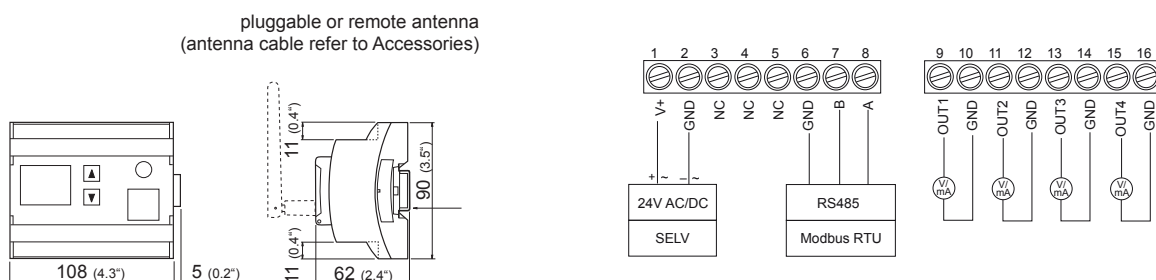 pluggable or remote antenna
(antenna cable refer to Accessories)
11 (0.4“)
90 (3.5“)
11 (0.4“)
108 (4.3“)
5 (0.2“)
62 (2.4“)
1 2 3 4 5 6 7 8
V+ GND NC NC NC GND B A
+ ~ – ~
24V AC/DC
SELV
RS485
Modbus RTU
9 10 11 12 13 14 15 16
OUT1 GND OUT2 GND OUT3 GND OUT4 GND
V/mA V/mA V/mA V/mA